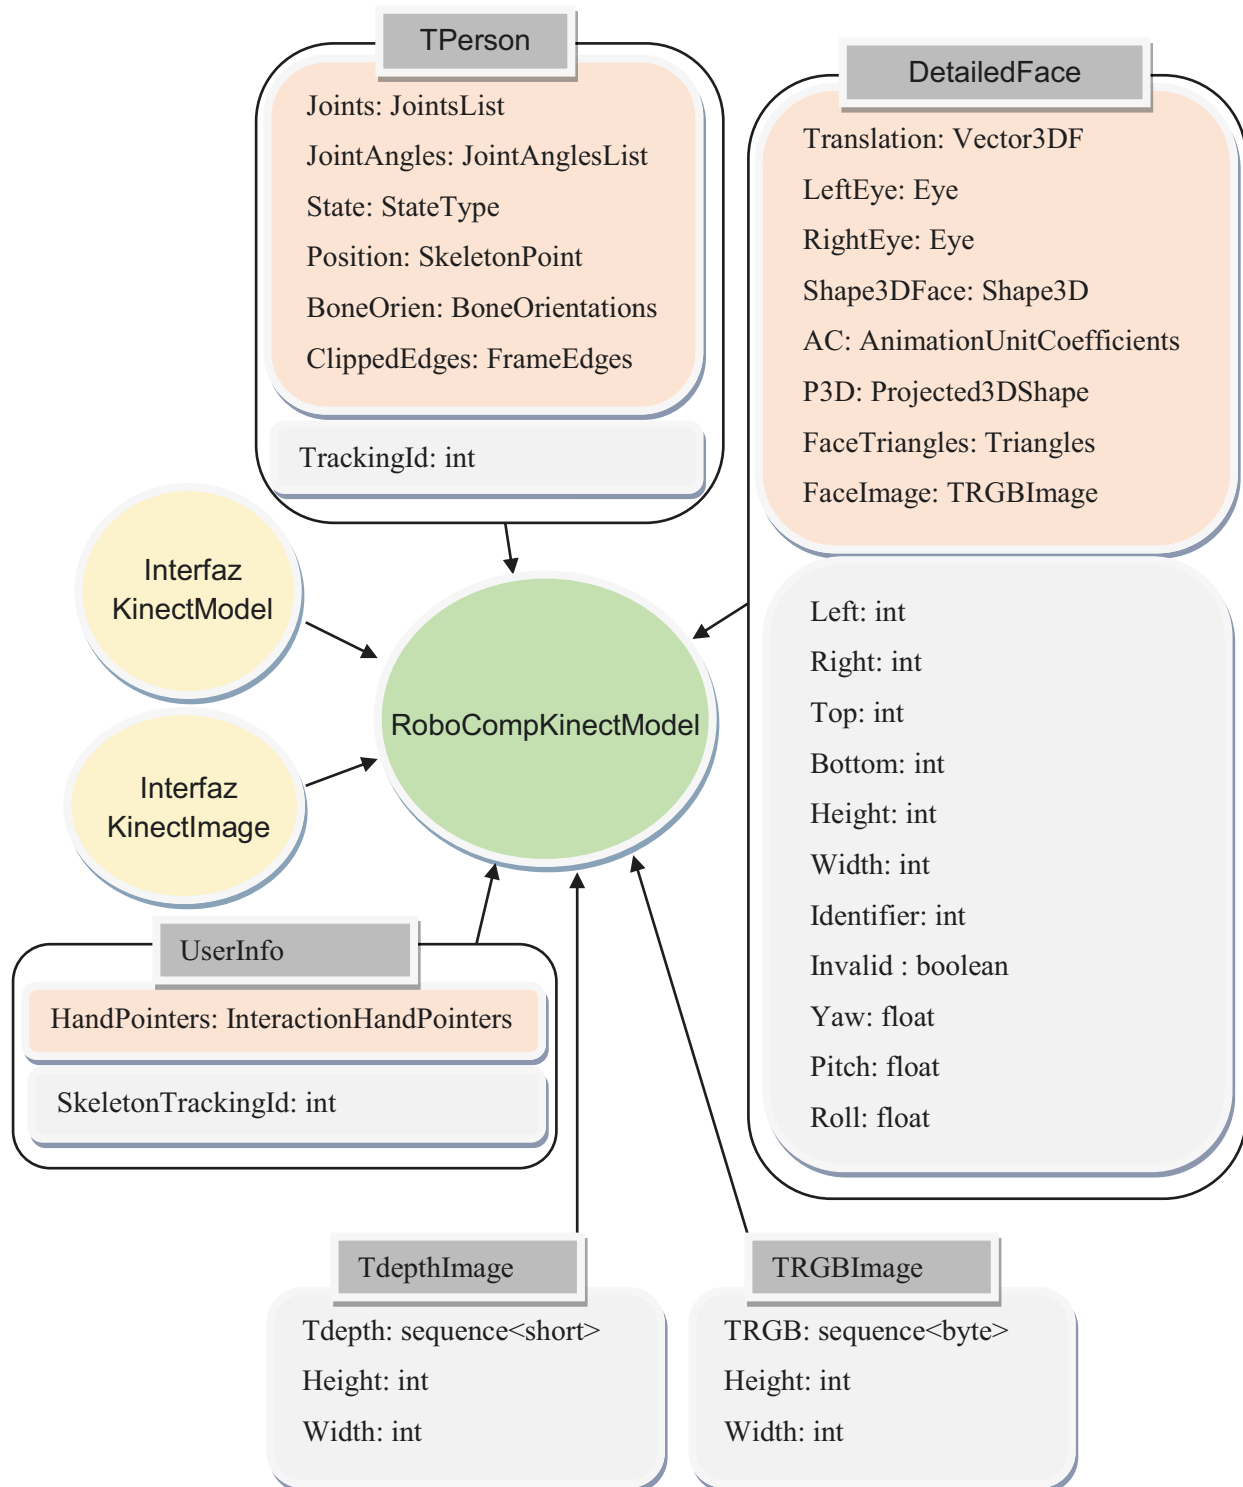 TPerson
Joints: JointsList
JointAngles: JointAnglesList
State: StateType
Position: SkeletonPoint
BoneOrien: BoneOrientations
ClippedEdges: FrameEdges
TrackingId: int
DetailedFace
Translation: Vector3DF
LeftEye: Eye
RightEye: Eye
Shape3DFace: Shape3D
AC: AnimationUnitCoefficients
P3D: Projected3DShape
FaceTriangles: Triangles
FaceImage: TRGBImage
Left: int
Right: int
Top: int
Bottom: int
Height: int
Width: int
Identifier: int
Invalid : boolean
Yaw: float
Pitch: float
Roll: float
Interfaz
KinectModel
RoboCompKinectModel
Interfaz
KinectImage
UserInfo
HandPointers: InteractionHandPointers
SkeletonTrackingId: int
TdepthImage
Tdepth: sequence<short>
Height: int
Width: int
TRGBImage
TRGB: sequence<byte>
Height: int
Width: int